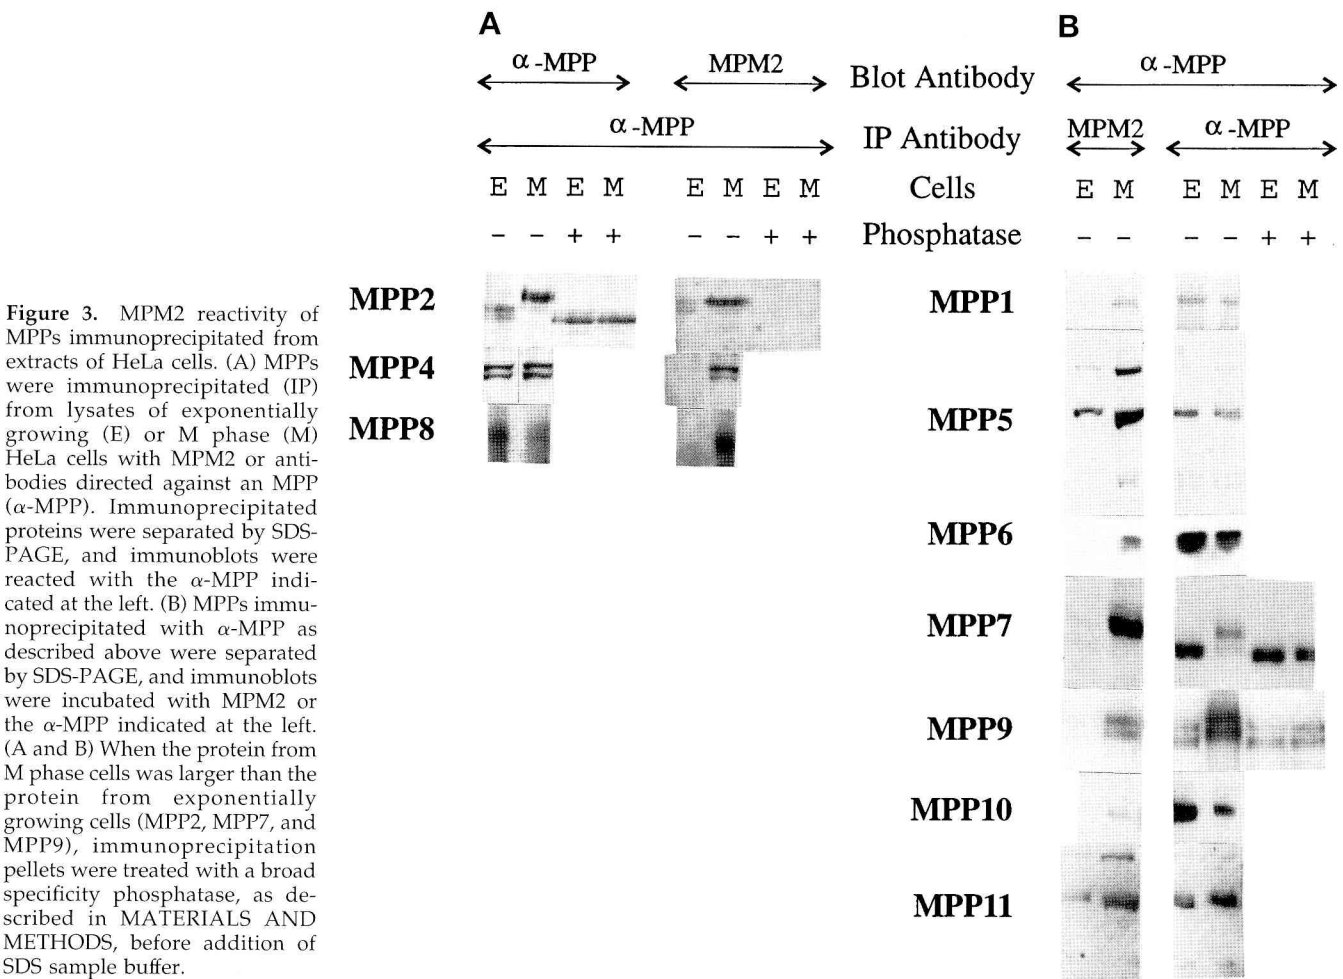 A
B
α -MPP MPM2 Blot Antibody α -MPP
α -MPP IP Antibody MPM2 α -MPP
E M E M E M E M Cells E M E M E M
– – + + – – + + Phosphatase – – – – + +
MPP2
MPP4
MPP8
MPP1
MPP5
MPP6
MPP7
MPP9
MPP10
MPP11
Figure 3. MPM2 reactivity of
MPPs immunoprecipitated from
extracts of HeLa cells. (A) MPPs
were immunoprecipitated (IP)
from lysates of exponentially
growing (E) or M phase (M)
HeLa cells with MPM2 or anti-
bodies directed against an MPP
(α-MPP). Immunoprecipitated
proteins were separated by SDS-
PAGE, and immunoblots were
reacted with the α-MPP indi-
cated at the left. (B) MPPs immu-
noprecipitated with α-MPP as
described above were separated
by SDS-PAGE, and immunoblots
were incubated with MPM2 or
the α-MPP indicated at the left.
(A and B) When the protein from
M phase cells was larger than the
protein from exponentially
growing cells (MPP2, MPP7, and
MPP9), immunoprecipitation
pellets were treated with a broad
specificity phosphatase, as de-
scribed in MATERIALS AND
METHODS, before addition of
SDS sample buffer.